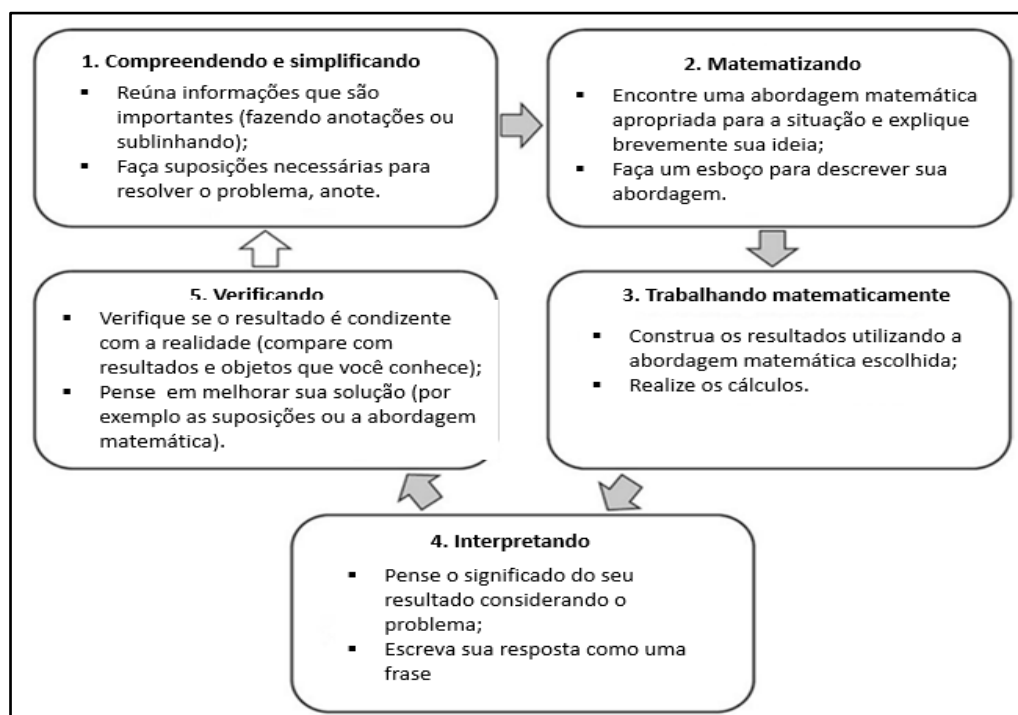 1. Compreendendo e simplificando
▪ Reúna informações que são
importantes (fazendo anotações ou
sublinhando);
▪ Faça suposições necessárias para
resolver o problema, anote.
2. Matematizando
▪ Encontre uma abordagem matemática
apropriada para a situação e explique
brevemente sua ideia;
▪ Faça um esboço para descrever sua
abordagem.
3. Trabalhando matematicamente
▪ Construa os resultados utilizando a
abordagem matemática escolhida;
▪ Realize os cálculos.
4. Interpretando
▪ Pense o significado do seu
resultado considerando o
problema;
▪ Escreva sua resposta como uma
frase
5. Verificando
▪ Verifique se o resultado é condizente
com a realidade (compare com
resultados e objetos que você conhece);
▪ Pense em melhorar sua solução (por
exemplo as suposições ou a abordagem
matemática).